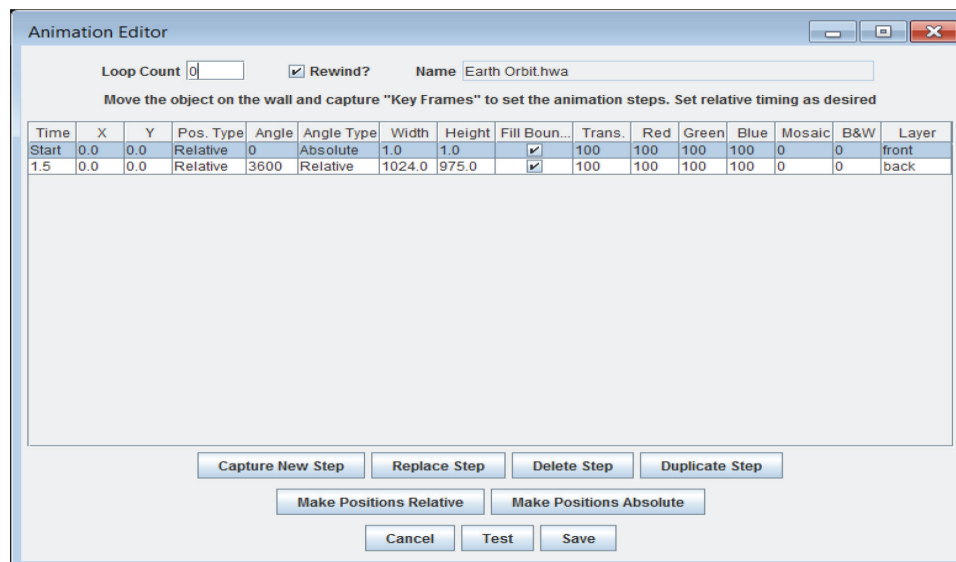 Animation Editor
Loop Count 0 Rewind? Name Earth Orbit.hwa
Move the object on the wall and capture "Key Frames" to set the animation steps. Set relative timing as desired
Time X Y Pos. Type Angle Angle Type Width Height Fill Boun... Trans. Red Green Blue Mosaic B&W Layer
Start 0.0 0.0 Relative 0 Absolute 1.0 1.0 100 100 100 100 0 0 front
1.5 0.0 0.0 Relative 3600 Relative 1024.0 975.0 100 100 100 100 0 0 back
Capture New Step Replace Step Delete Step Duplicate Step
Make Positions Relative Make Positions Absolute
Cancel Test Save